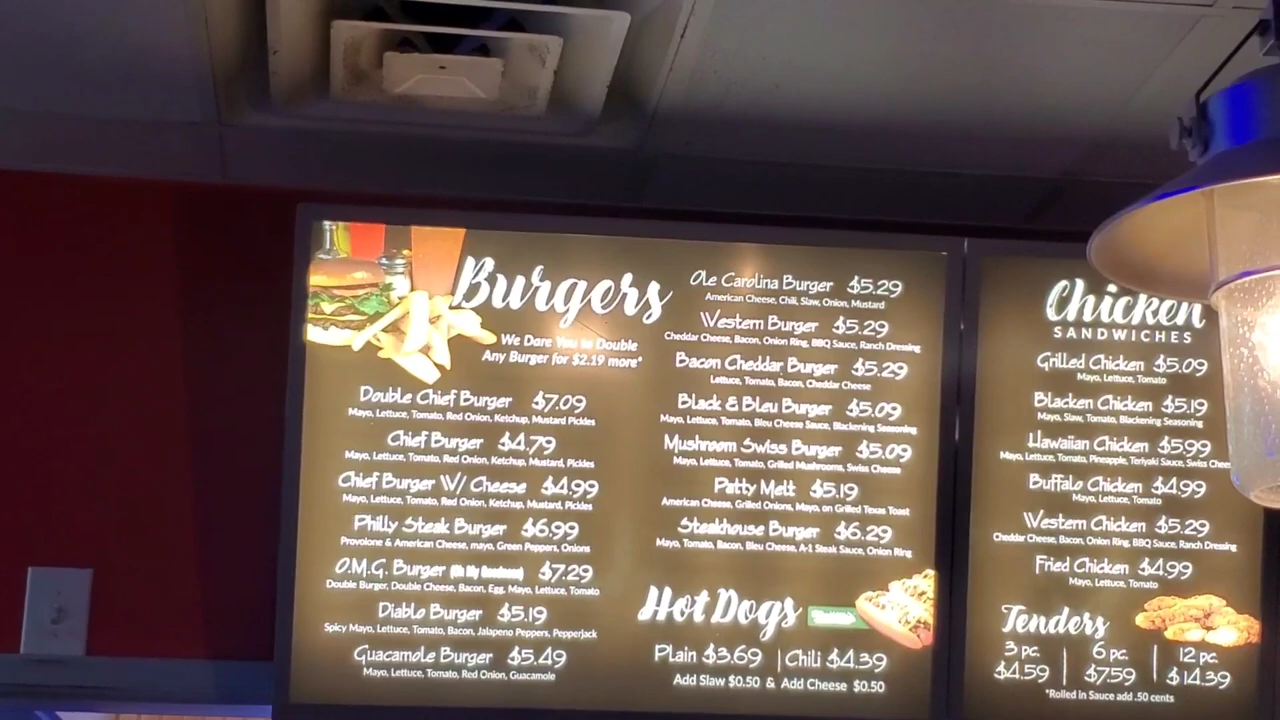 Burgers
We Dare You to Double
Any Burger for $2.19 more*
Double Chief Burger $7.09
Mayo, Lettuce, Tomato, Red Onion, Ketchup, Mustard Pickles
Chief Burger $4.79
Mayo, Lettuce, Tomato, Red Onion, Ketchup, Mustard, Pickles
Chief Burger W/ Cheese $4.99
Mayo, Lettuce, Tomato, Red Onion, Ketchup, Mustard, Pickles
Philly Steak Burger $6.99
Provolone & American Cheese, mayo, Green Peppers, Onions
O.M.G. Burger (Oh My Goodness) $7.29
Double Burger, Double Cheese, Bacon, Egg, Mayo, Lettuce, Tomato
Diablo Burger $5.19
Spicy Mayo, Lettuce, Tomato, Bacon, Jalapeno Peppers, Pepperjack
Guacamole Burger $5.49
Mayo, Lettuce, Tomato, Red Onion, Guacamole
Ole Carolina Burger $5.29
American Cheese, Chili, Slaw, Onion, Mustard
Western Burger $5.29
Cheddar Cheese, Bacon, Onion Ring, BBQ Sauce, Ranch Dressing
Bacon Cheddar Burger $5.29
Lettuce, Tomato, Bacon, Cheddar Cheese
Black & Bleu Burger $5.09
Mayo, Lettuce, Tomato, Bleu Cheese Sauce, Blackening Seasoning
Mushroom Swiss Burger $5.09
Mayo, Lettuce, Tomato, Grilled Mushrooms, Swiss Cheese
Patty Melt $5.19
American Cheese, Grilled Onions, Mayo, on Grilled Texas Toast
Steakhouse Burger $6.29
Mayo, Tomato, Bacon, Bleu Cheese, A-1 Steak Sauce, Onion Ring
Hot Dogs
Plain $3.69 | Chili $4.39
Add Slaw $0.50 & Add Cheese $0.50
Chicken
SANDWICHES
Grilled Chicken $5.09
Mayo, Lettuce, Tomato
Blacken Chicken $5.19
Mayo, Slaw, Tomato, Blackening Seasoning
Hawaiian Chicken $5.99
Mayo, Lettuce, Tomato, Pineapple, Teriyaki Sauce, Swiss Chees
Buffalo Chicken $4.99
Mayo, Lettuce, Tomato
Western Chicken $5.29
Cheddar Cheese, Bacon, Onion Ring, BBQ Sauce, Ranch Dressing
Fried Chicken $4.99
Mayo, Lettuce, Tomato
Tenders
3 pc. | 6 pc. | 12 pc.
$4.59 | $7.59 | $14.39
*Rolled in Sauce add .50 cents